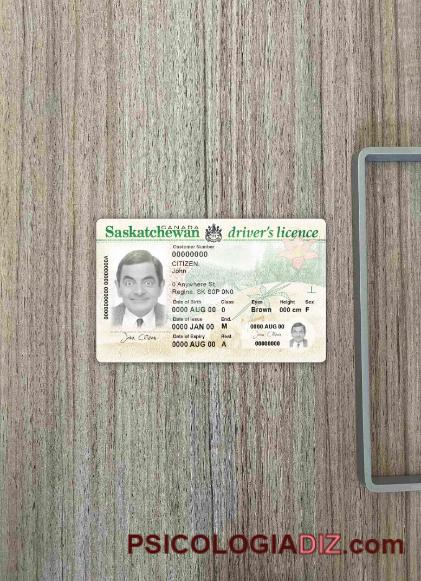 CANADA
Saskatchewan driver's licence
Customer Number
00000000
CITIZEN,
John
0 Anywhere St.
Regina, SK S0P 0N0
Date of Birth Class Eyes Height Sex
0000 AUG 00 0 Brown 000 cm F
Date of Issue End.
0000 JAN 00 M
0000 AUG 00
Date of Expiry Rest.
0000 AUG 00 A
00000000
PSICOLOGIADIZ.com